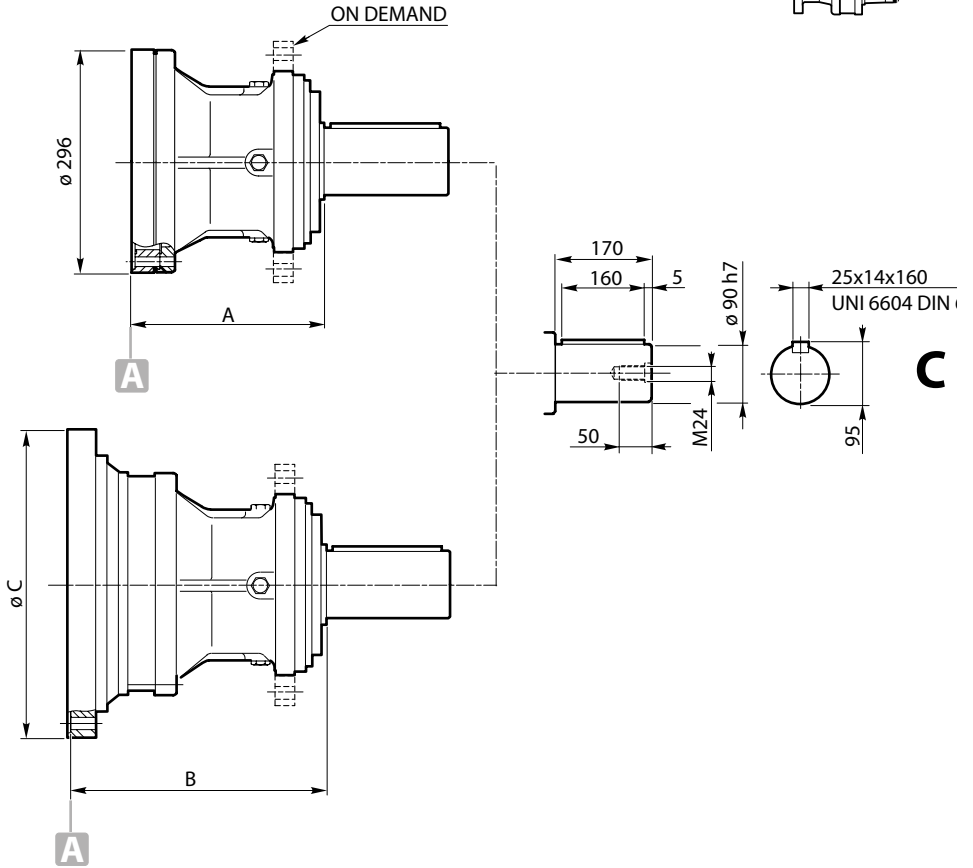 ON DEMAND
ø 296
A
A
170
160
5
ø 90 h7
25x14x160
UNI 6604 DIN
C
50
M24
95
ø C
B
A